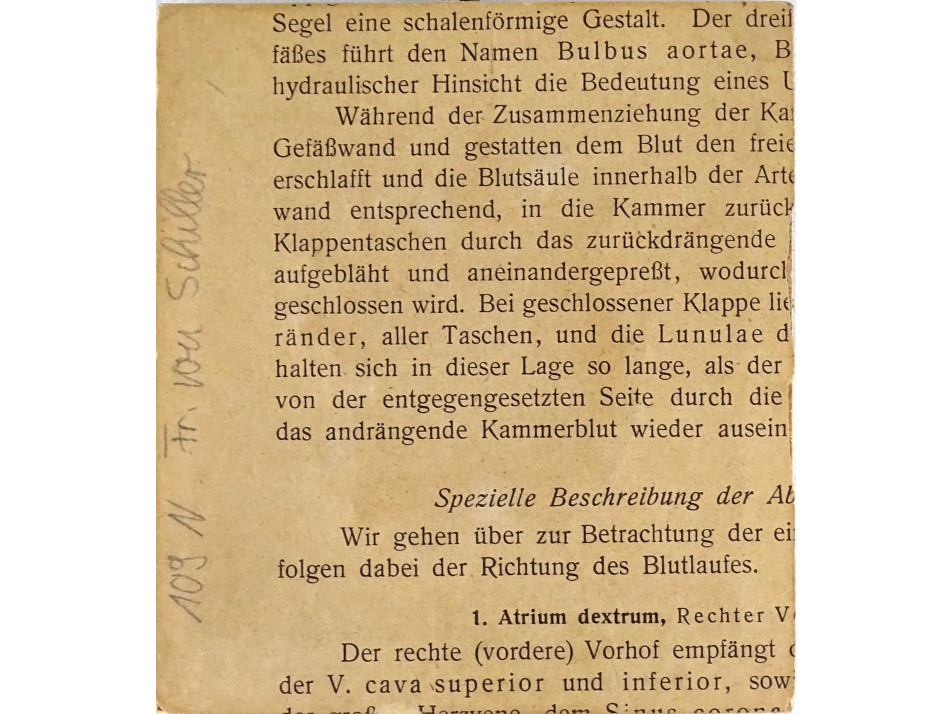 Segel eine schalenförmige Gestalt. Der dreil
fäßes führt den Namen Bulbus aortae, B
hydraulischer Hinsicht die Bedeutung eines U
Während der Zusammenziehung der Kam
Gefäßwand und gestatten dem Blut den freie
erschlafft und die Blutsäule innerhalb der Arte
wand entsprechend, in die Kammer zurück
Klappentaschen durch das zurückdrängende
aufgebläht und aneinandergepreßt, wodurch
geschlossen wird. Bei geschlossener Klappe lie
ränder, aller Taschen, und die Lunulae d
halten sich in dieser Lage so lange, als der
von der entgegengesetzten Seite durch die
das andrängende Kammerblut wieder ausein
Spezielle Beschreibung der Ab
Wir gehen über zur Betrachtung der ei
folgen dabei der Richtung des Blutlaufes.
1. Atrium dextrum, Rechter V
Der rechte (vordere) Vorhof empfängt
der V. cava superior und inferior, sow
109 N Fr. von Schiller